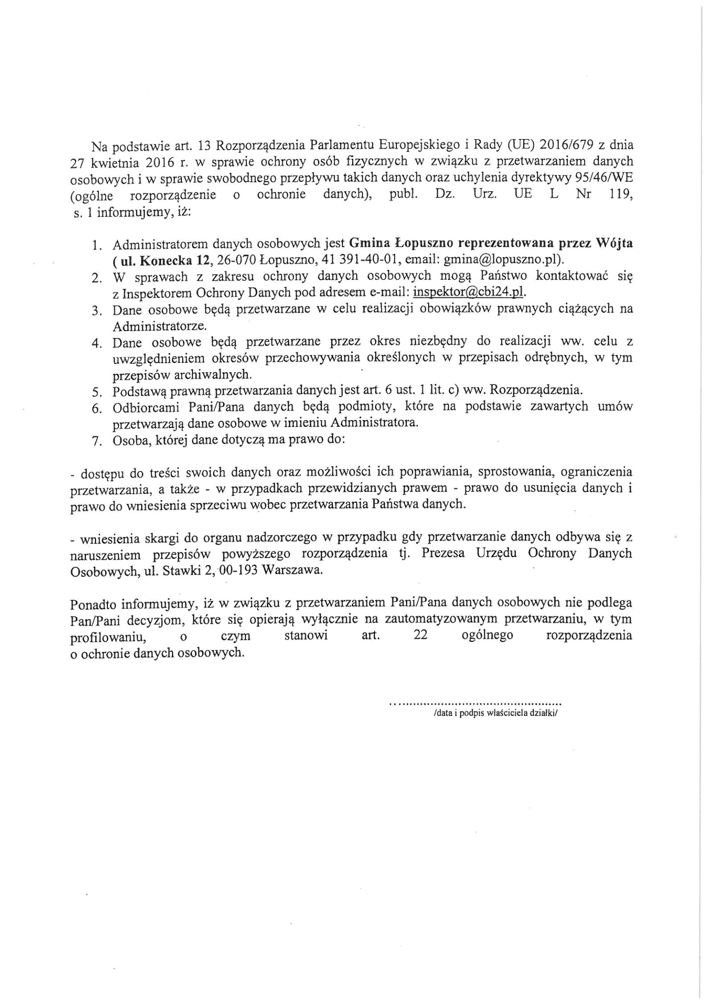 Na podstawie art. 13 Rozporządzenia Parlamentu Europejskiego i Rady (UE) 2016/679 z dnia
27 kwietnia 2016 r. w sprawie ochrony osób fizycznych w związku z przetwarzaniem danych
osobowych i w sprawie swobodnego przepływu takich danych oraz uchylenia dyrektywy 95/46/WE
(ogólne rozporządzenie o ochronie danych), publ. Dz. Urz. UE L Nr 119,
s. 1 informujemy, iż:
1. Administratorem danych osobowych jest Gmina Łopuszno reprezentowana przez Wójta
( ul. Konecka 12, 26-070 Łopuszno, 41 391-40-01, email: gmina@lopuszno.pl).
2. W sprawach z zakresu ochrony danych osobowych mogą Państwo kontaktować się
z Inspektorem Ochrony Danych pod adresem e-mail: inspektor@cbi24.pl.
3. Dane osobowe będą przetwarzane w celu realizacji obowiązków prawnych ciążących na
Administratorze.
4. Dane osobowe będą przetwarzane przez okres niezbędny do realizacji ww. celu z
uwzględnieniem okresów przechowywania określonych w przepisach odrębnych, w tym
przepisów archiwalnych.
5. Podstawą prawną przetwarzania danych jest art. 6 ust. 1 lit. c) ww. Rozporządzenia.
6. Odbiorcami Pani/Pana danych będą podmioty, które na podstawie zawartych umów
przetwarzają dane osobowe w imieniu Administratora.
7. Osoba, której dane dotyczą ma prawo do:
- dostępu do treści swoich danych oraz możliwości ich poprawiania, sprostowania, ograniczenia
przetwarzania, a także - w przypadkach przewidzianych prawem - prawo do usunięcia danych i
prawo do wniesienia sprzeciwu wobec przetwarzania Państwa danych.
- wniesienia skargi do organu nadzorczego w przypadku gdy przetwarzanie danych odbywa się z
naruszeniem przepisów powyższego rozporządzenia tj. Prezesa Urzędu Ochrony Danych
Osobowych, ul. Stawki 2, 00-193 Warszawa.
Ponadto informujemy, iż w związku z przetwarzaniem Pani/Pana danych osobowych nie podlega
Pan/Pani decyzjom, które się opierają wyłącznie na zautomatyzowanym przetwarzaniu, w tym
profilowaniu, o czym stanowi art. 22 ogólnego rozporządzenia
o ochronie danych osobowych.
..................................................
/data i podpis właściciela działki/